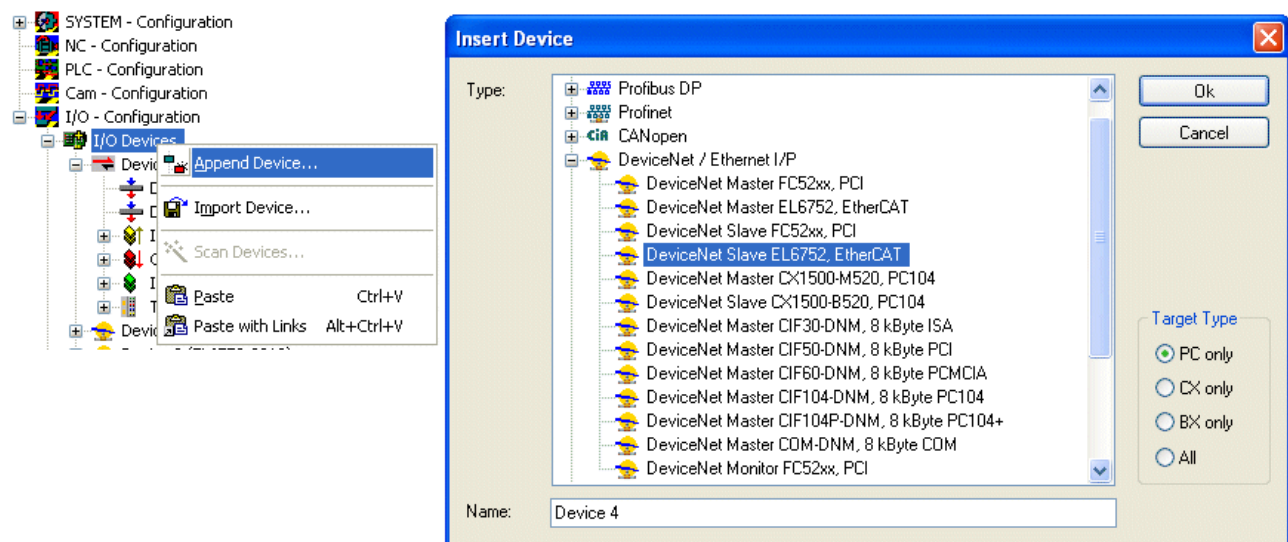 SYSTEM - Configuration
NC - Configuration
PLC - Configuration
Cam - Configuration
I/O - Configuration
I/O Devices
Append Device...
Import Device...
Scan Devices...
Paste Ctrl+V
Paste with Links Alt+Ctrl+V
Insert Device
Type:
Profibus DP
Profinet
CiA CANopen
DeviceNet / Ethernet I/P
DeviceNet Master FC52xx, PCI
DeviceNet Master EL6752, EtherCAT
DeviceNet Slave FC52xx, PCI
DeviceNet Slave EL6752, EtherCAT
DeviceNet Master CX1500-M520, PC104
DeviceNet Slave CX1500-B520, PC104
DeviceNet Master CIF30-DNM, 8 kByte ISA
DeviceNet Master CIF50-DNM, 8 kByte PCI
DeviceNet Master CIF60-DNM, 8 kByte PCMCIA
DeviceNet Master CIF104-DNM, 8 kByte PC104
DeviceNet Master CIF104P-DNM, 8 kByte PC104+
DeviceNet Master COM-DNM, 8 kByte COM
DeviceNet Monitor FC52xx, PCI
Ok
Cancel
Target Type
PC only
CX only
BX only
All
Name:
Device 4